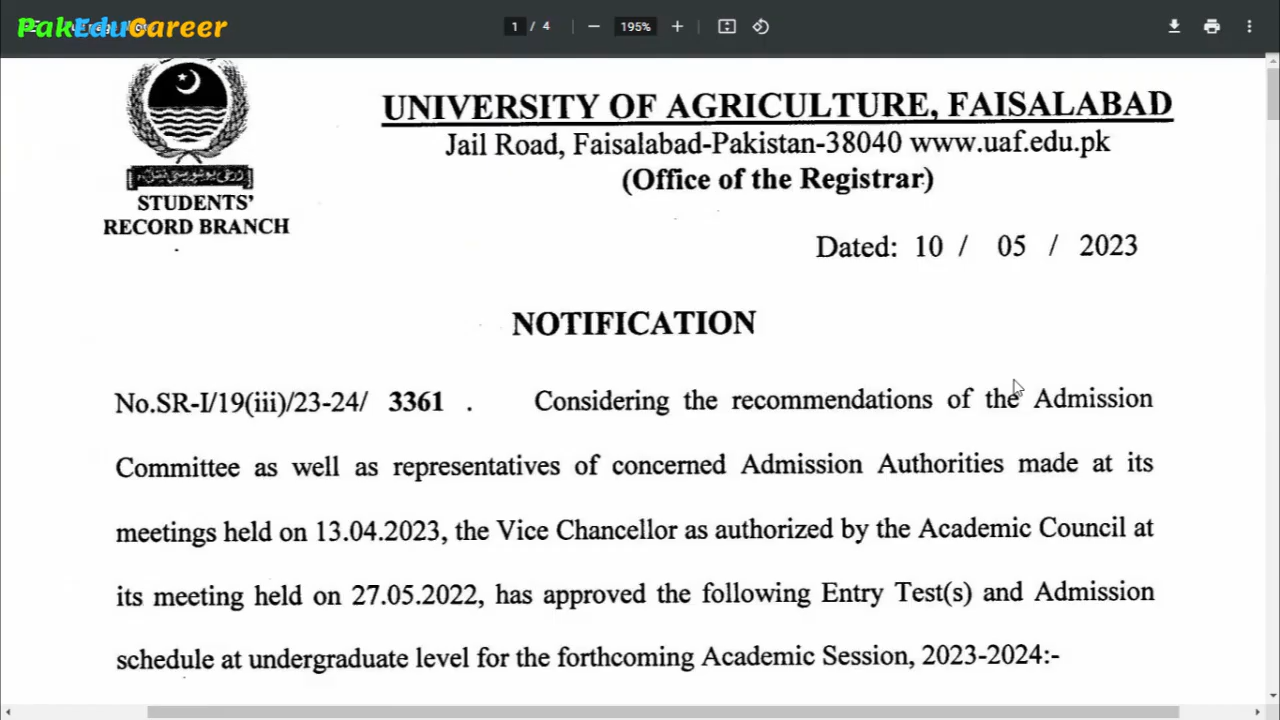 PakEduCareer
1 / 4
195%
UNIVERSITY OF AGRICULTURE, FAISALABAD
Jail Road, Faisalabad-Pakistan-38040 www.uaf.edu.pk
(Office of the Registrar)
STUDENTS'
RECORD BRANCH
Dated: 10 / 05 / 2023
NOTIFICATION
No.SR-I/19(iii)/23-24/ 3361 . Considering the recommendations of the Admission
Committee as well as representatives of concerned Admission Authorities made at its
meetings held on 13.04.2023, the Vice Chancellor as authorized by the Academic Council at
its meeting held on 27.05.2022, has approved the following Entry Test(s) and Admission
schedule at undergraduate level for the forthcoming Academic Session, 2023-2024:-